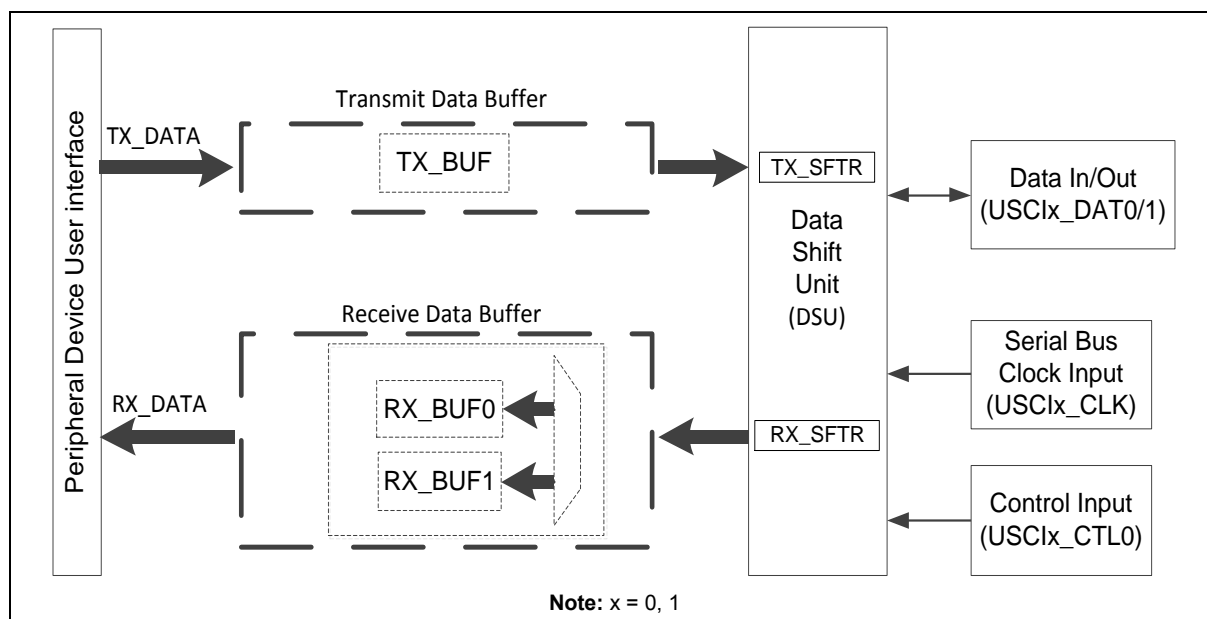 Peripheral Device User interface
Transmit Data Buffer
TX_DATA
TX_BUF
TX_SFTR
Data In/Out
(USCIx_DAT0/1)
Data
Shift
Unit
(DSU)
Receive Data Buffer
RX_DATA
RX_BUF0
RX_BUF1
RX_SFTR
Serial Bus
Clock Input
(USCIx_CLK)
Control Input
(USCIx_CTL0)
Note: x = 0, 1